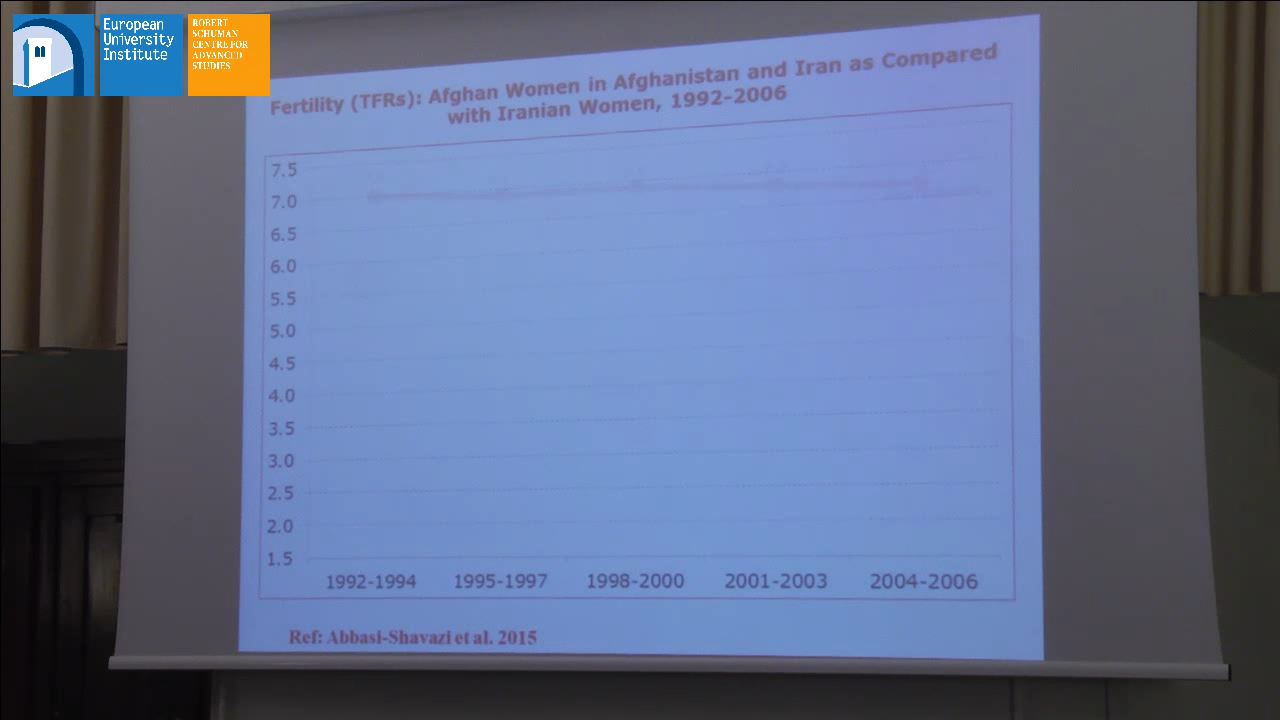 European
University
Institute
ROBERT
SCHUMAN
CENTRE FOR
ADVANCED
STUDIES
Fertility (TFRs): Afghan Women in Afghanistan and Iran as Compared
with Iranian Women, 1992-2006
7.5
7.0
6.5
6.0
5.5
5.0
4.5
4.0
3.5
3.0
2.5
2.0
1.5
1992-1994 1995-1997 1998-2000 2001-2003 2004-2006
Ref: Abbasi-Shavazi et al. 2015